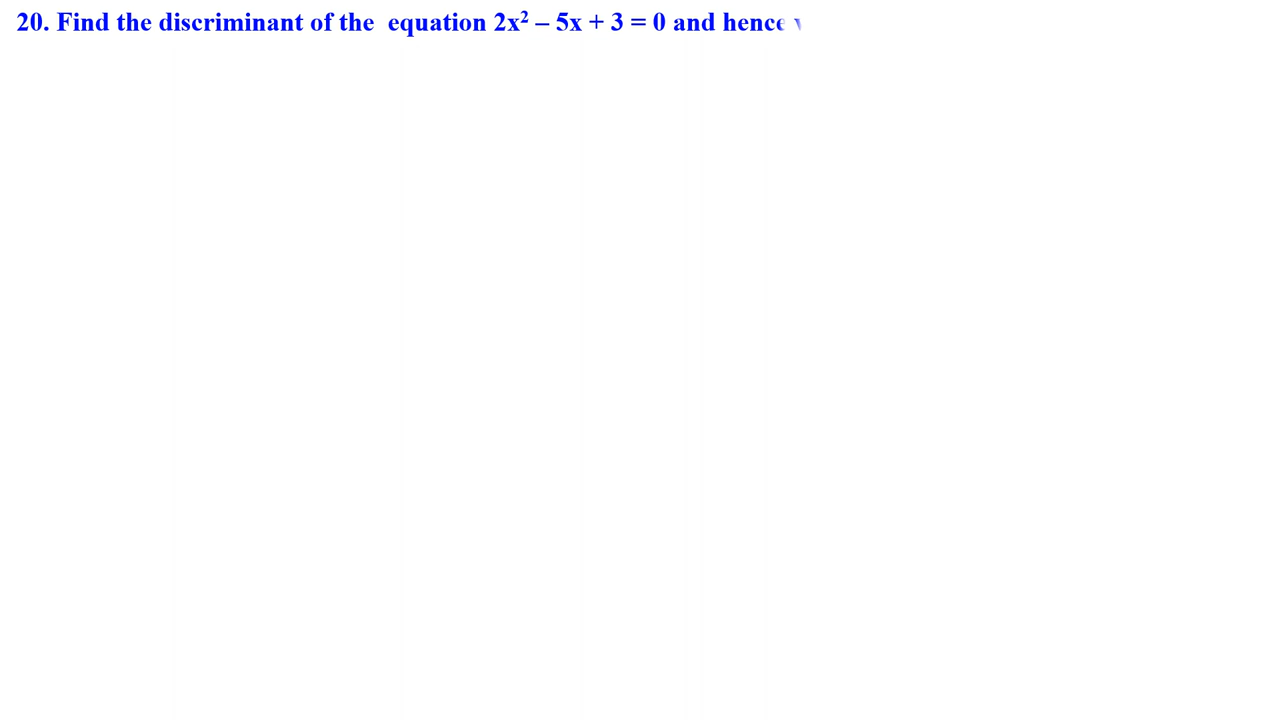 20. Find the discriminant of the equation 2x² – 5x + 3 = 0 and hence